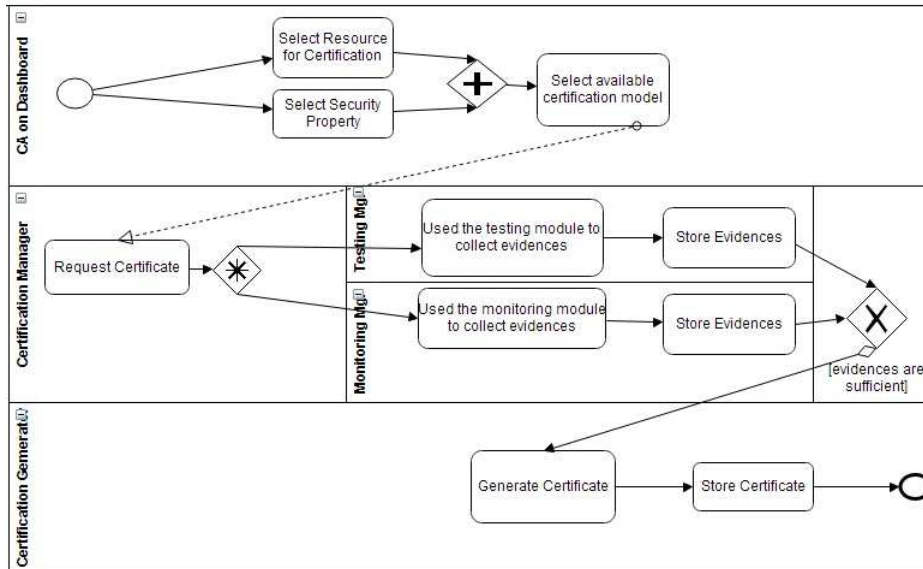 CA on Dashboard
Select Resource
for Certification
Select Security
Property
Select available
certification model
Certification Manager
Request Certificate
Testing Mg
Used the testing module to
collect evidences
Store Evidences
Monitoring Mg
Used the monitoring module
to collect evidences
Store Evidences
[evidences are
sufficient]
Generate Certificate
Store Certificate